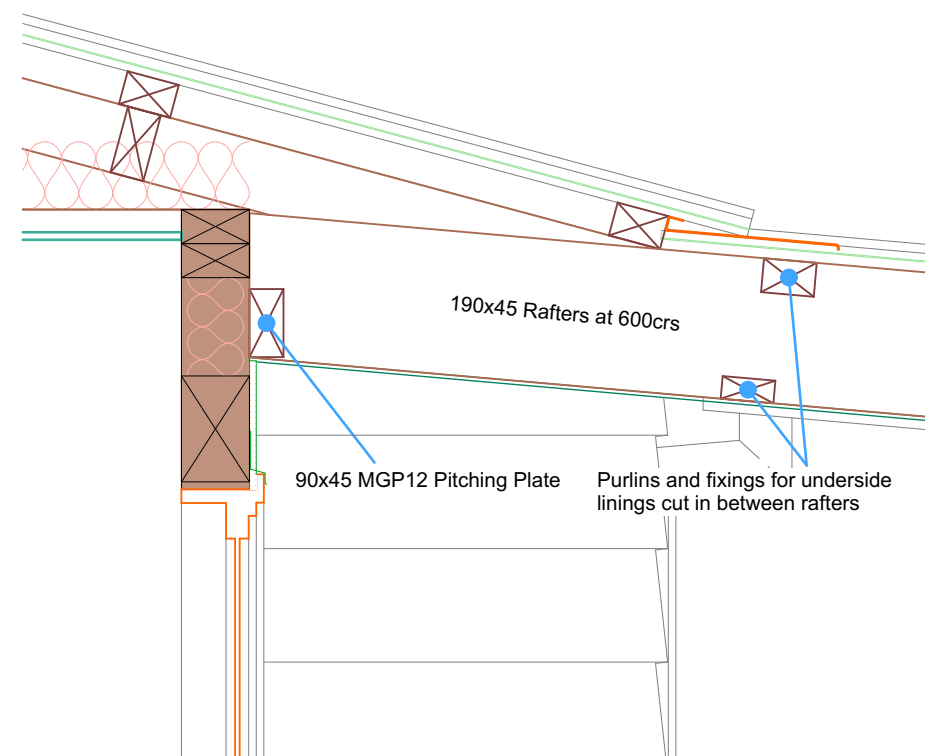 190x45 Rafters at 600crs
90x45 MGP12 Pitching Plate
Purlins and fixings for underside
linings cut in between rafters